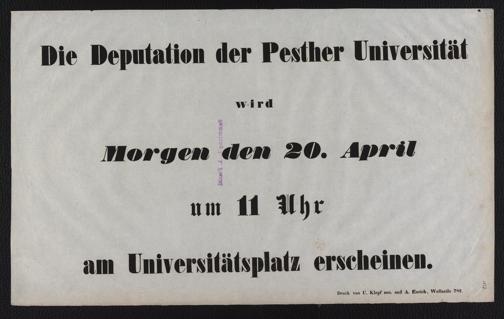 Die Deputation der Pesther Universität
wird
Morgen den 20. April
um 11 Uhr
am Universitätsplatz erscheinen.
Druck von U. Klopf sen. und A. Eurich, Wollzeile 782.